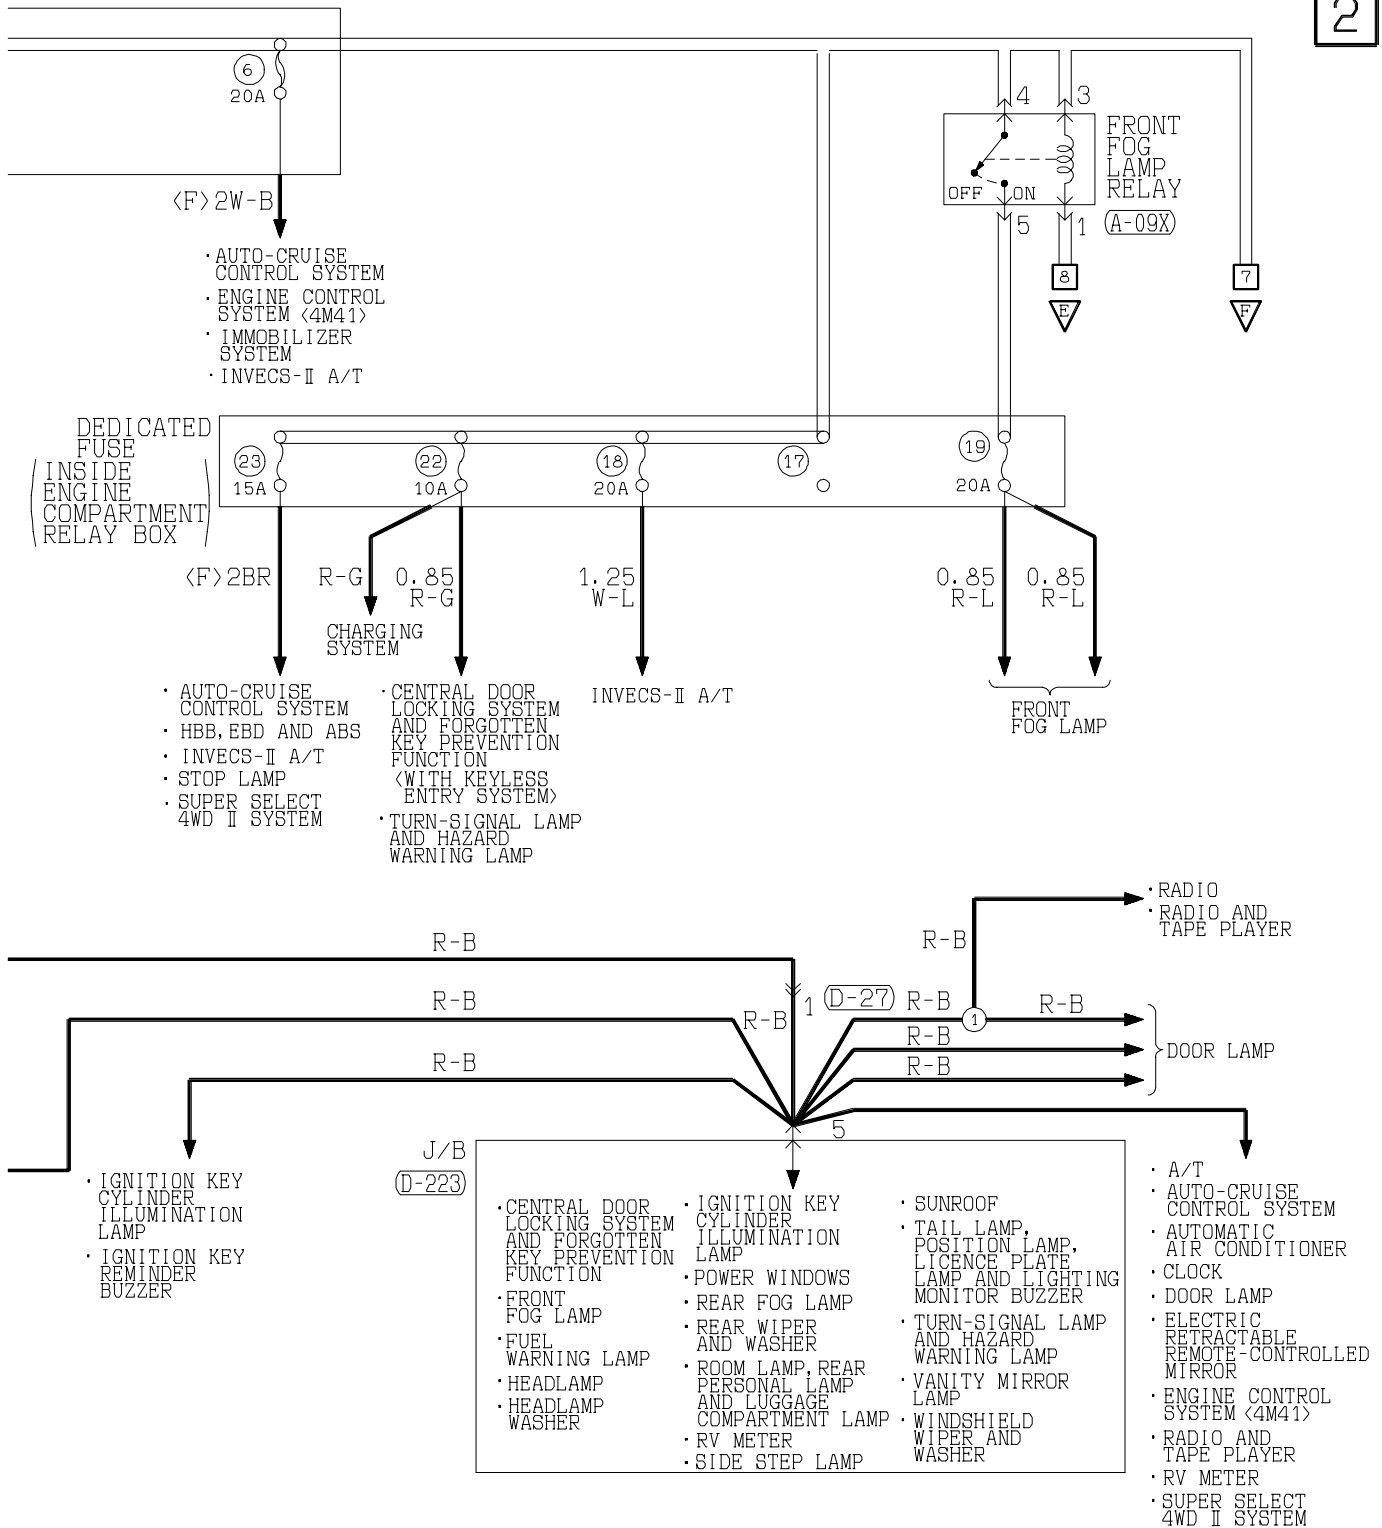 2
6
20A
4
3
FRONT
FOG
LAMP
RELAY
OFF
ON
<F>2W-B
5
1
(A-09X)
・AUTO-CRUISE
CONTROL SYSTEM
・ENGINE CONTROL
SYSTEM <4M41>
・IMMOBILIZER
SYSTEM
・INVECS-Ⅱ A/T
8
7
E
F
DEDICATED
FUSE
(INSIDE
ENGINE
COMPARTMENT
RELAY BOX)
23
15A
22
10A
18
20A
17
19
20A
<F>2BR
R-G
0.85
R-G
1.25
W-L
0.85
R-L
0.85
R-L
CHARGING
SYSTEM
・AUTO-CRUISE
CONTROL SYSTEM
・HBB,EBD AND ABS
・INVECS-Ⅱ A/T
・STOP LAMP
・SUPER SELECT
4WD Ⅱ SYSTEM
・CENTRAL DOOR
LOCKING SYSTEM
AND FORGOTTEN
KEY PREVENTION
FUNCTION
<WITH KEYLESS
ENTRY SYSTEM>
・TURN-SIGNAL LAMP
AND HAZARD
WARNING LAMP
INVECS-Ⅱ A/T
FRONT
FOG LAMP
・RADIO
・RADIO AND
TAPE PLAYER
R-B
R-B
R-B
R-B
1
(D-27)
R-B
1
R-B
R-B
R-B
R-B
DOOR LAMP
5
J/B
(D-223)
・IGNITION KEY
CYLINDER
ILLUMINATION
LAMP
・IGNITION KEY
REMINDER
BUZZER
・CENTRAL DOOR
LOCKING SYSTEM
AND FORGOTTEN
KEY PREVENTION
FUNCTION
・FRONT
FOG LAMP
・FUEL
WARNING LAMP
・HEADLAMP
・HEADLAMP
WASHER
・IGNITION KEY
CYLINDER
ILLUMINATION
LAMP
・POWER WINDOWS
・REAR FOG LAMP
・REAR WIPER
AND WASHER
・ROOM LAMP,REAR
PERSONAL LAMP
AND LUGGAGE
COMPARTMENT LAMP
・RV METER
・SIDE STEP LAMP
・SUNROOF
・TAIL LAMP,
POSITION LAMP,
LICENCE PLATE
LAMP AND LIGHTING
MONITOR BUZZER
・TURN-SIGNAL LAMP
AND HAZARD
WARNING LAMP
・VANITY MIRROR
LAMP
・WINDSHIELD
WIPER AND
WASHER
・A/T
・AUTO-CRUISE
CONTROL SYSTEM
・AUTOMATIC
AIR CONDITIONER
・CLOCK
・DOOR LAMP
・ELECTRIC
RETRACTABLE
REMOTE-CONTROLLED
MIRROR
・ENGINE CONTROL
SYSTEM <4M41>
・RADIO AND
TAPE PLAYER
・RV METER
・SUPER SELECT
4WD Ⅱ SYSTEM